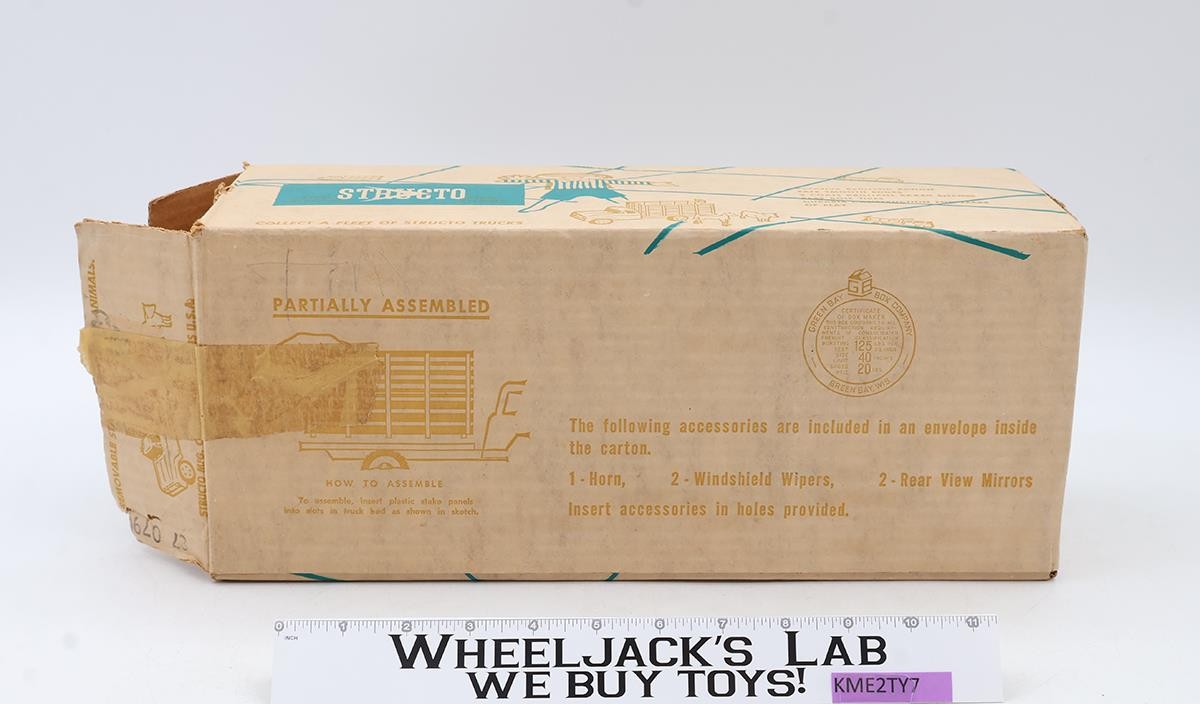 STRUCTO
COLLECT A FLEET OF STRUCTO TRUCKS
ANIMALS.
U.S.A.
STRUCTO MFG.
1620 23
PARTIALLY ASSEMBLED
HOW TO ASSEMBLE
To assemble, insert plastic stake panels
into slots in truck bed as shown in sketch.
GB
GREEN BAY BOX COMPANY
CERTIFICATE
OF BOX MAKER
125
40
20
GREEN BAY, WIS
The following accessories are included in an envelope inside
the carton.
1 - Horn, 2 - Windshield Wipers, 2 - Rear View Mirrors
Insert accessories in holes provided.
0 1 2 3 4 5 6 7 8 9 10 11
INCH
WHEELJACK'S LAB
WE BUY TOYS!
KME2TY7